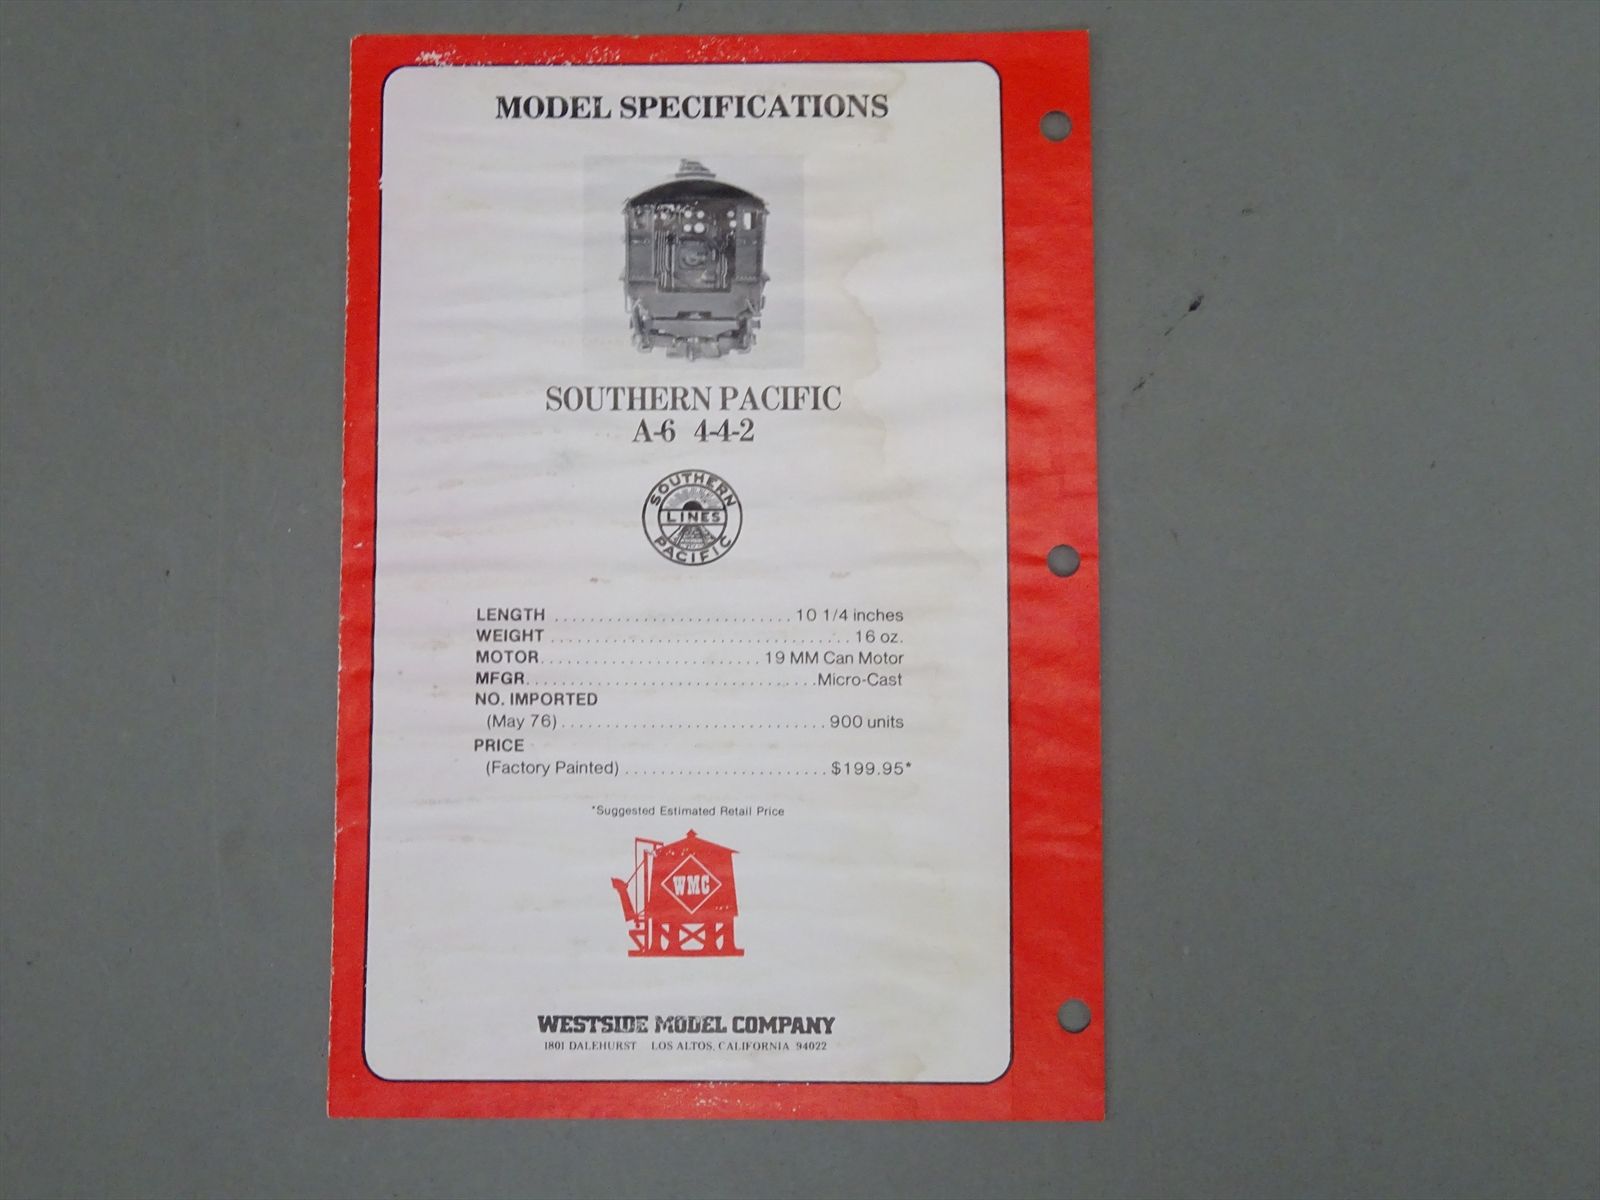 MODEL SPECIFICATIONS
SOUTHERN PACIFIC
A-6 4-4-2
SOUTHERN
LINES
PACIFIC
LENGTH ........................... 10 1/4 inches
WEIGHT .................................. 16 oz.
MOTOR......................... 19 MM Can Motor
MFGR.................................Micro-Cast
NO. IMPORTED
(May 76).............................. 900 units
PRICE
(Factory Painted) ....................... $199.95*
*Suggested Estimated Retail Price
WMC
WESTSIDE MODEL COMPANY
1801 DALEHURST LOS ALTOS, CALIFORNIA 94022